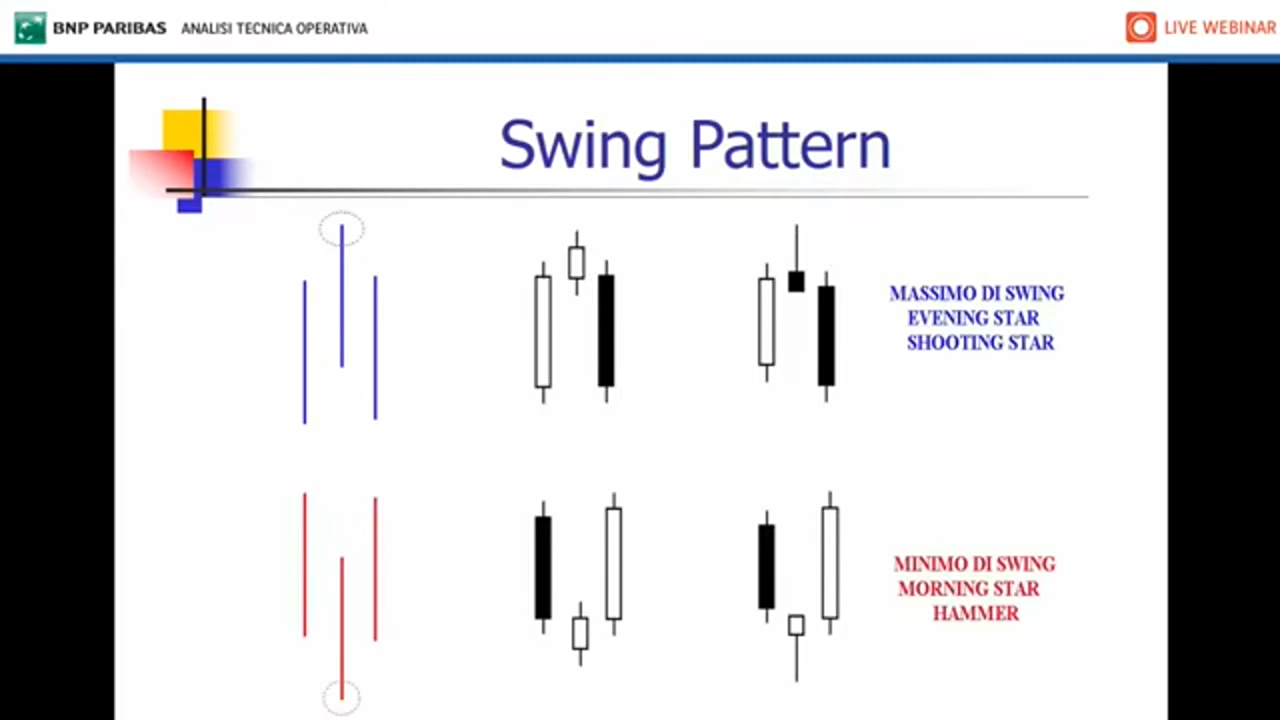 BNP PARIBAS ANALISI TECNICA OPERATIVA
LIVE WEBINAR
Swing Pattern
MASSIMO DI SWING
EVENING STAR
SHOOTING STAR
MINIMO DI SWING
MORNING STAR
HAMMER